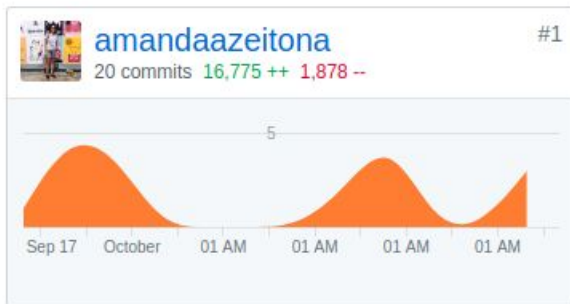 amandaazeitona #1
20 commits 16,775 ++ 1,878 --
5
Sep 17 October 01 AM 01 AM 01 AM 01 AM